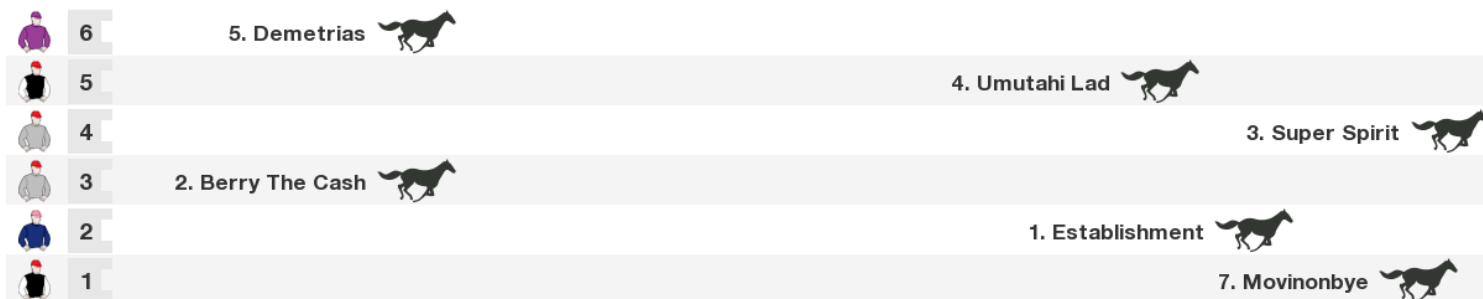 6 5. Demetrias
5 4. Umutahi Lad
4 3. Super Spirit
3 2. Berry The Cash
2 1. Establishment
1 7. Movinonbye